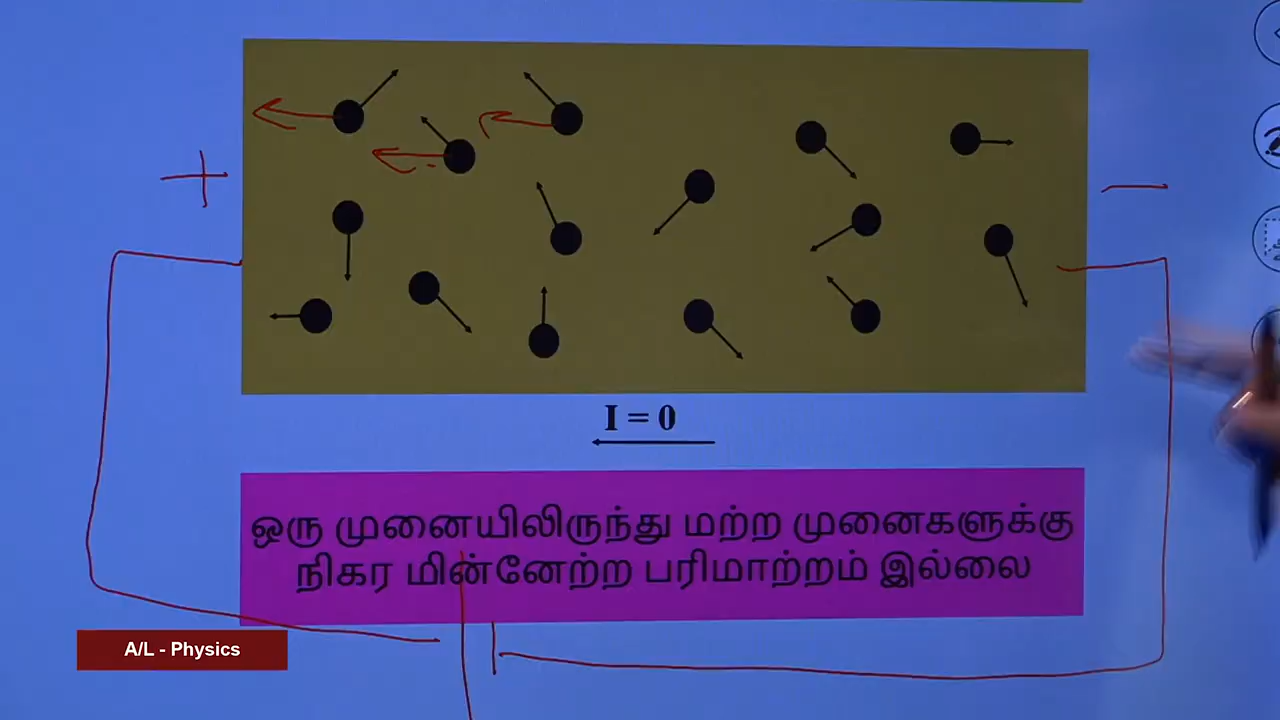 +
−
I = 0
ஒரு முனையிலிருந்து மற்ற முனைகளுக்கு
நிகர மின்னேற்ற பரிமாற்றம் இல்லை
A/L - Physics